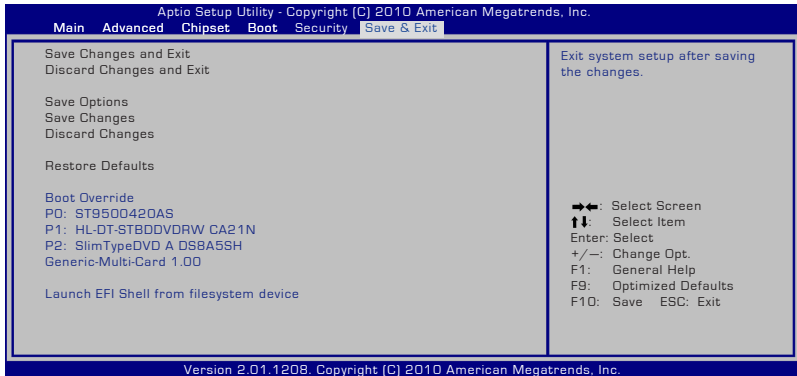 Aptio Setup Utility - Copyright (C) 2010 American Megatrends, Inc.
Main Advanced Chipset Boot Security Save & Exit
Save Changes and Exit
Discard Changes and Exit
Save Options
Save Changes
Discard Changes
Restore Defaults
Boot Override
P0: ST9500420AS
P1: HL-DT-STBDDVDRW CA21N
P2: SlimTypeDVD A DS8A5SH
Generic-Multi-Card 1.00
Launch EFI Shell from filesystem device
Exit system setup after saving
the changes.
➡⬅: Select Screen
⬆⬇: Select Item
Enter: Select
+/—: Change Opt.
F1: General Help
F9: Optimized Defaults
F10: Save ESC: Exit
Version 2.01.1208. Copyright (C) 2010 American Megatrends, Inc.